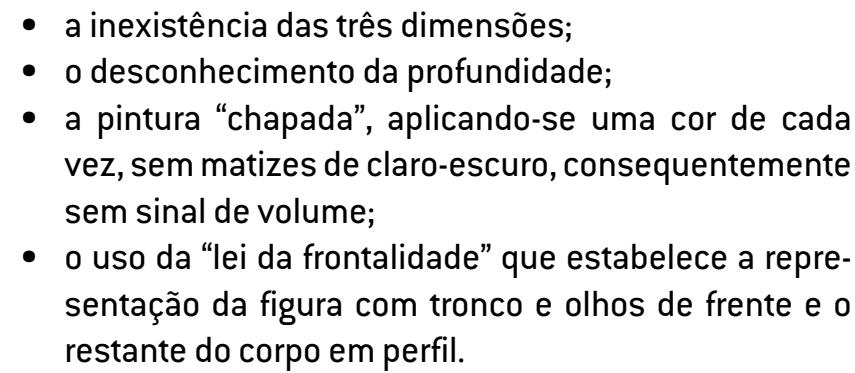 • a inexistência das três dimensões;
• o desconhecimento da profundidade;
• a pintura “chapada”, aplicando-se uma cor de cada
vez, sem matizes de claro-escuro, consequentemente
sem sinal de volume;
• o uso da “lei da frontalidade” que estabelece a repre-
sentação da figura com tronco e olhos de frente e o
restante do corpo em perfil.